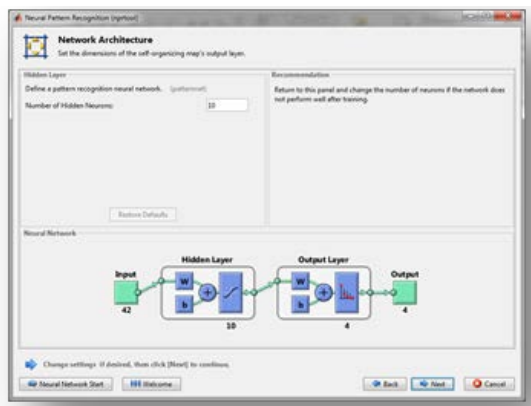 Neural Pattern Recognition (nprtool)
Network Architecture
Set the dimensions of the self-organizing map's output layer.
Hidden Layer
Define a pattern recognition neural network. (patternnet)
Number of Hidden Neurons: 10
Restore Defaults
Recommendation
Return to this panel and change the number of neurons if the network does
not perform well after training.
Neural Network
Hidden Layer
Output Layer
Input
Output
W
b
W
b
42
10
4
4
Change settings if desired, then click [Next] to continue.
Neural Network Start
Welcome
Back
Next
Cancel